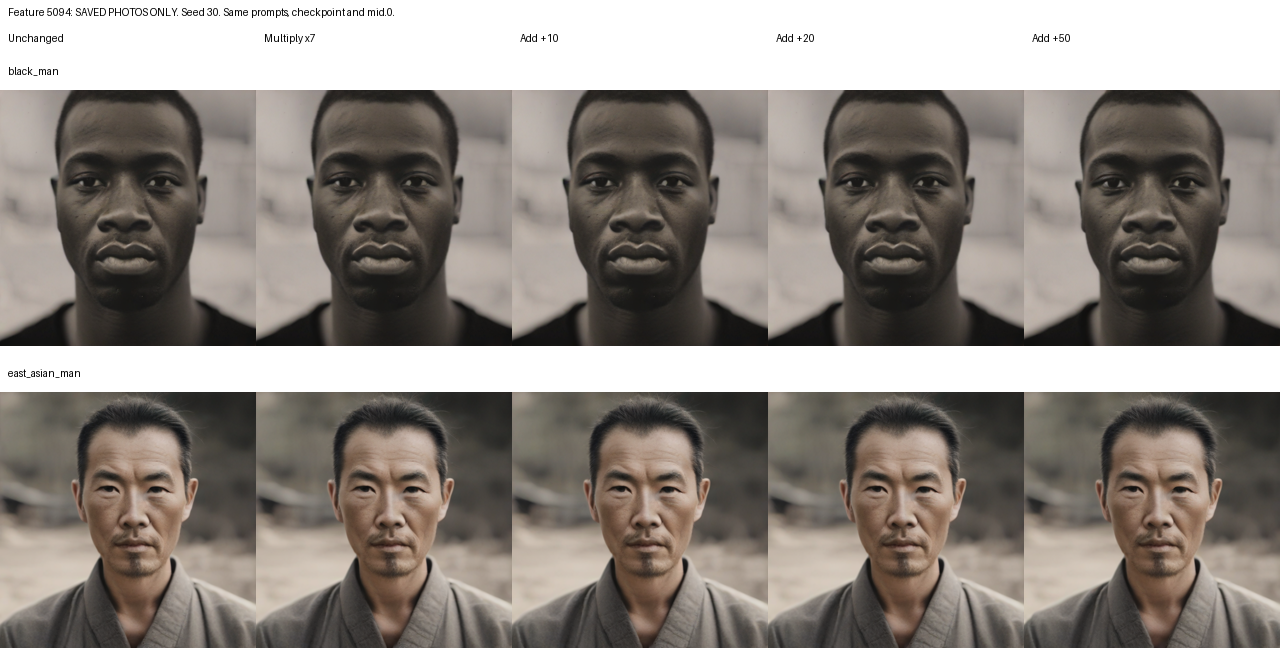 Feature 5094: SAVED PHOTOS ONLY. Seed 30. Same prompts, checkpoint and mid.0.
Unchanged Multiply x7 Add +10 Add +20 Add +50
black_man
east_asian_man